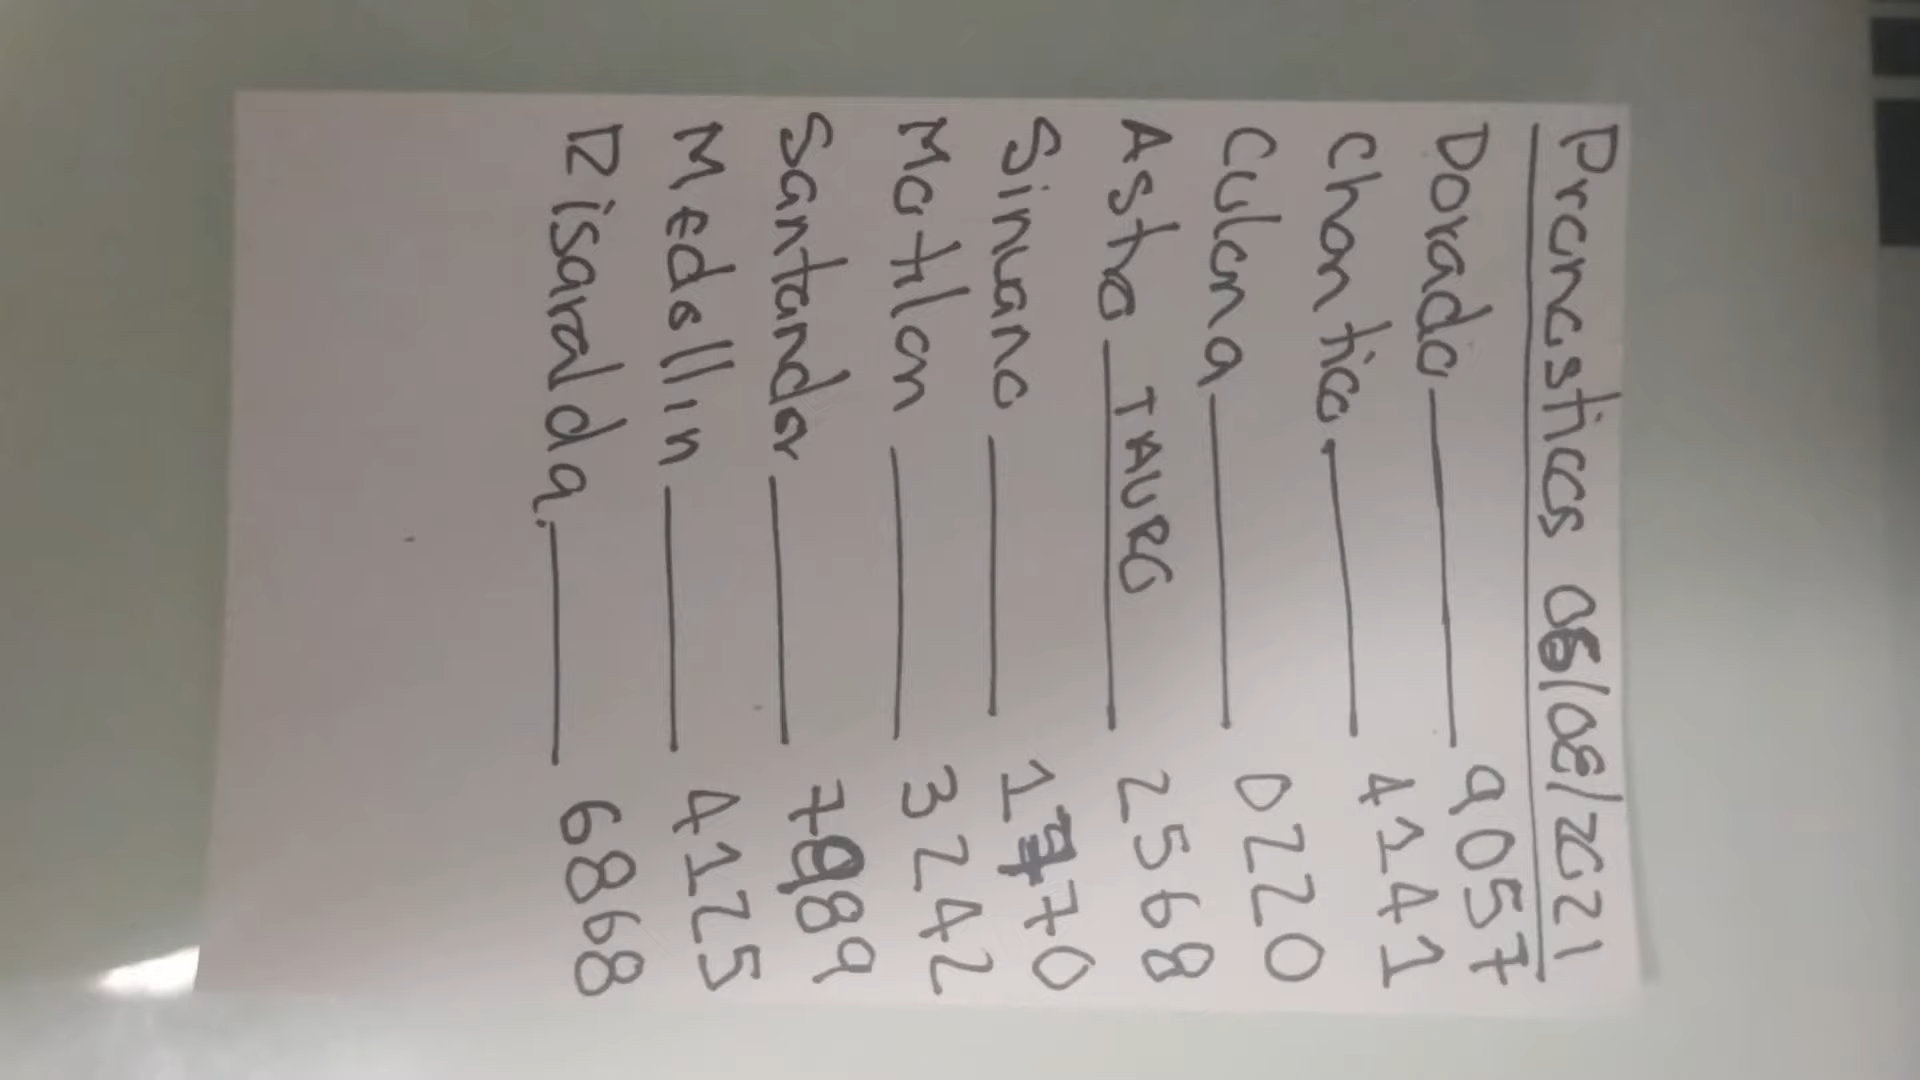 Pronosticos 06/08/2021
Dorado 9057
Chontico 4141
Culona 0220
Astro TAURO 2568
Sinuano 1770
Motilon 3242
Santander 7989
Medellin 4125
Risaralda. 6868